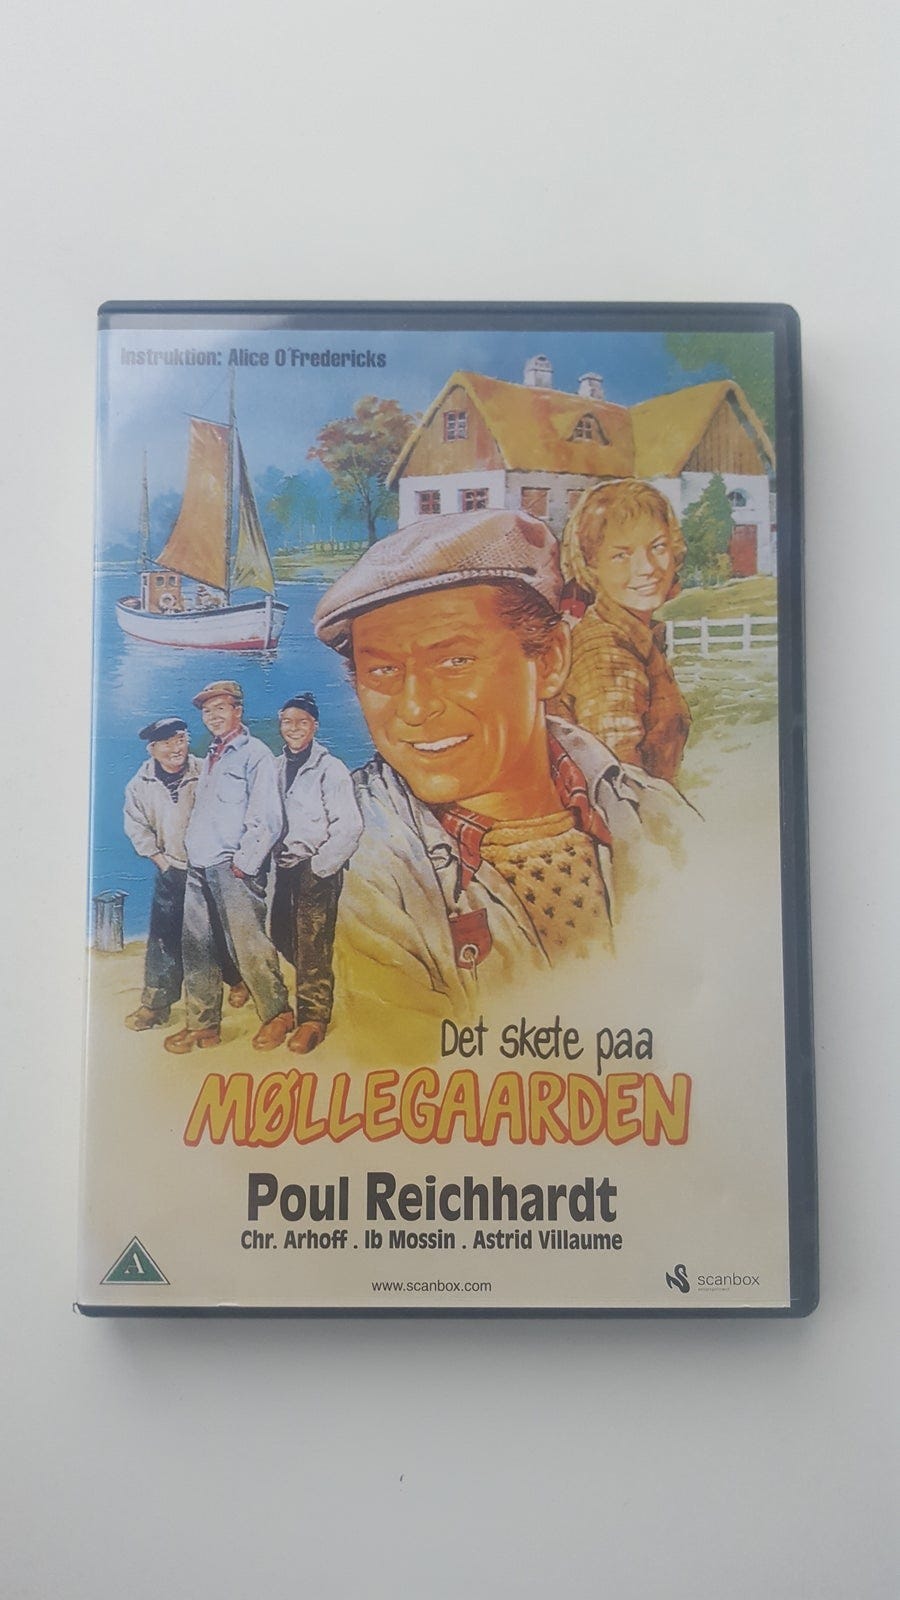 Instruktion: Alice O´Fredericks
Det skete paa
MØLLEGAARDEN
Poul Reichhardt
Chr. Arhoff . Ib Mossin . Astrid Villaume
A
www.scanbox.com
scanbox
entertainment